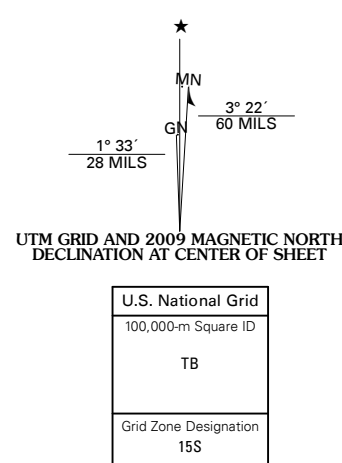 MN
3° 22´
60 MILS
GN
1° 33´
28 MILS
UTM GRID AND 2009 MAGNETIC NORTH
DECLINATION AT CENTER OF SHEET
U.S. National Grid
100,000-m Square ID
TB
Grid Zone Designation
15S